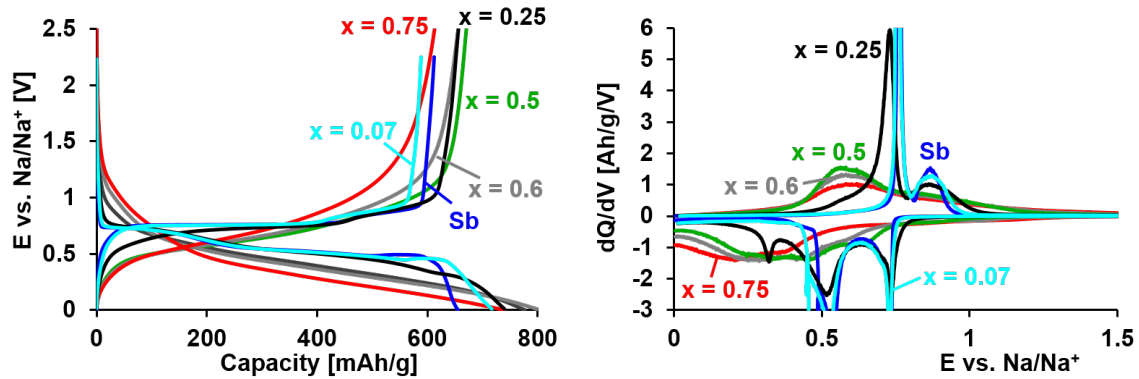 x = 0.75
x = 0.25
x = 0.5
x = 0.07
x = 0.6
Sb
2.5
2
1.5
1
0.5
0
E vs. Na/Na⁺ [V]
0
200
400
600
800
Capacity [mAh/g]
x = 0.25
Sb
x = 0.5
x = 0.6
x = 0.75
x = 0.07
6
5
4
3
2
1
0
-1
-2
-3
dQ/dV [Ah/g/V]
0
0.5
1
1.5
E vs. Na/Na⁺